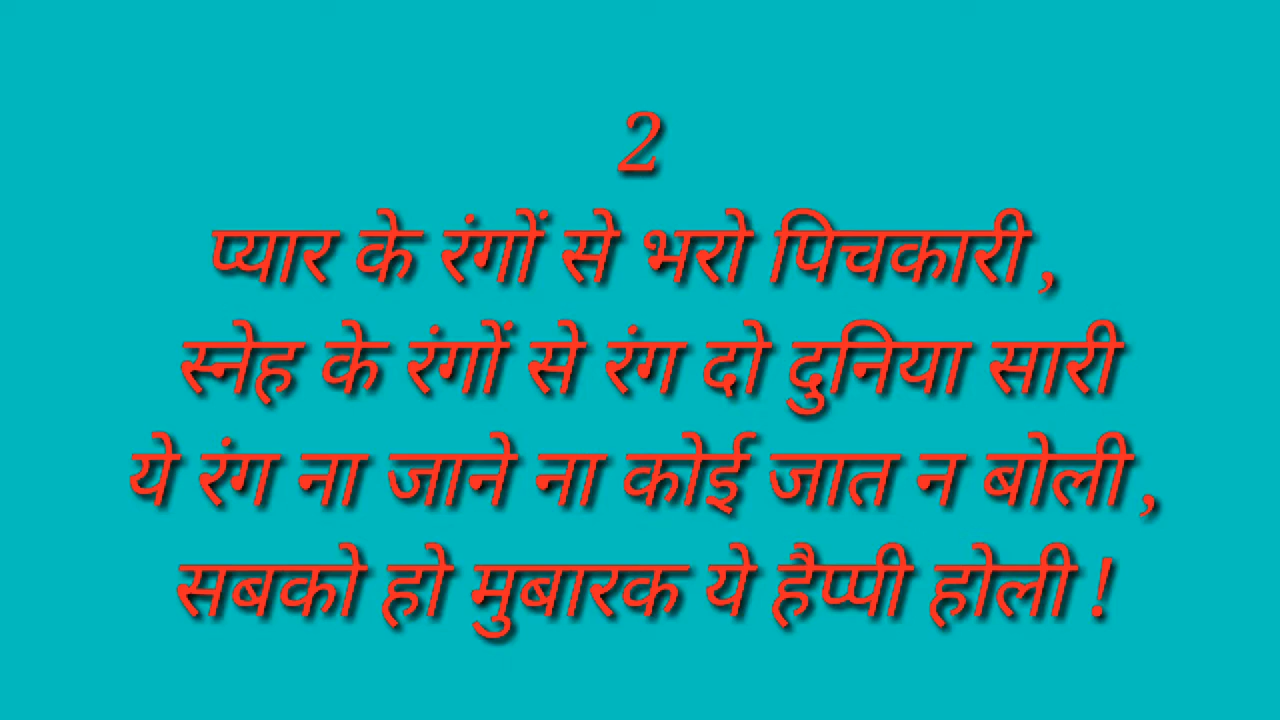 2
प्यार के रंगों से भरो पिचकारी ,
स्नेह के रंगों से रंग दो दुनिया सारी
ये रंग ना जाने ना कोई जात न बोली ,
सबको हो मुबारक ये हैप्पी होली !